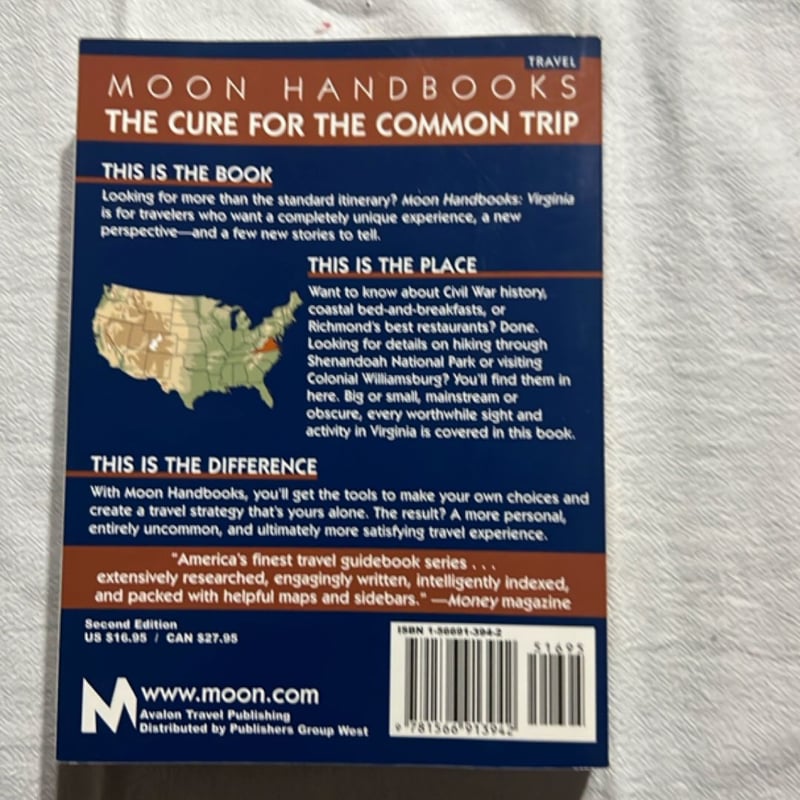 TRAVEL
MOON HANDBOOKS
THE CURE FOR THE COMMON TRIP
THIS IS THE BOOK
Looking for more than the standard itinerary? Moon Handbooks: Virginia
is for travelers who want a completely unique experience, a new
perspective—and a few new stories to tell.
THIS IS THE PLACE
Want to know about Civil War history,
coastal bed-and-breakfasts, or
Richmond's best restaurants? Done.
Looking for details on hiking through
Shenandoah National Park or visiting
Colonial Williamsburg? You'll find them in
here. Big or small, mainstream or
obscure, every worthwhile sight and
activity in Virginia is covered in this book.
THIS IS THE DIFFERENCE
With Moon Handbooks, you'll get the tools to make your own choices and
create a travel strategy that's yours alone. The result? A more personal,
entirely uncommon, and ultimately more satisfying travel experience.
"America's finest travel guidebook series . . .
extensively researched, engagingly written, intelligently indexed,
and packed with helpful maps and sidebars." —Money magazine
Second Edition
US $16.95 / CAN $27.95
ISBN 1-56691-394-2
51695
9 781566 913942
M www.moon.com
Avalon Travel Publishing
Distributed by Publishers Group West